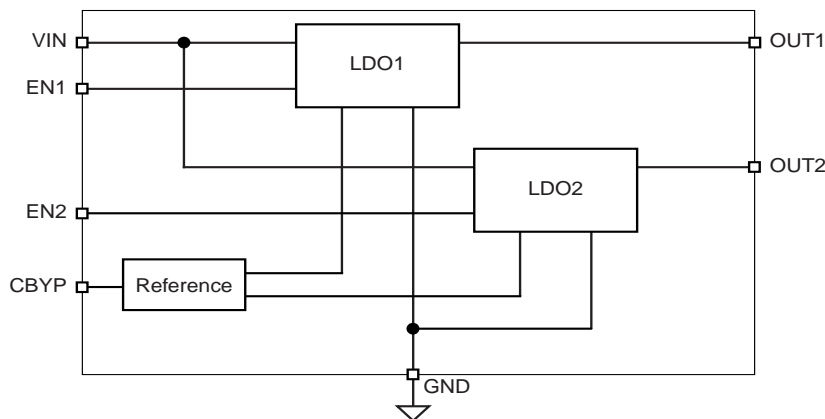 VIN
OUT1
LDO1
EN1
OUT2
LDO2
EN2
CBYP
Reference
GND